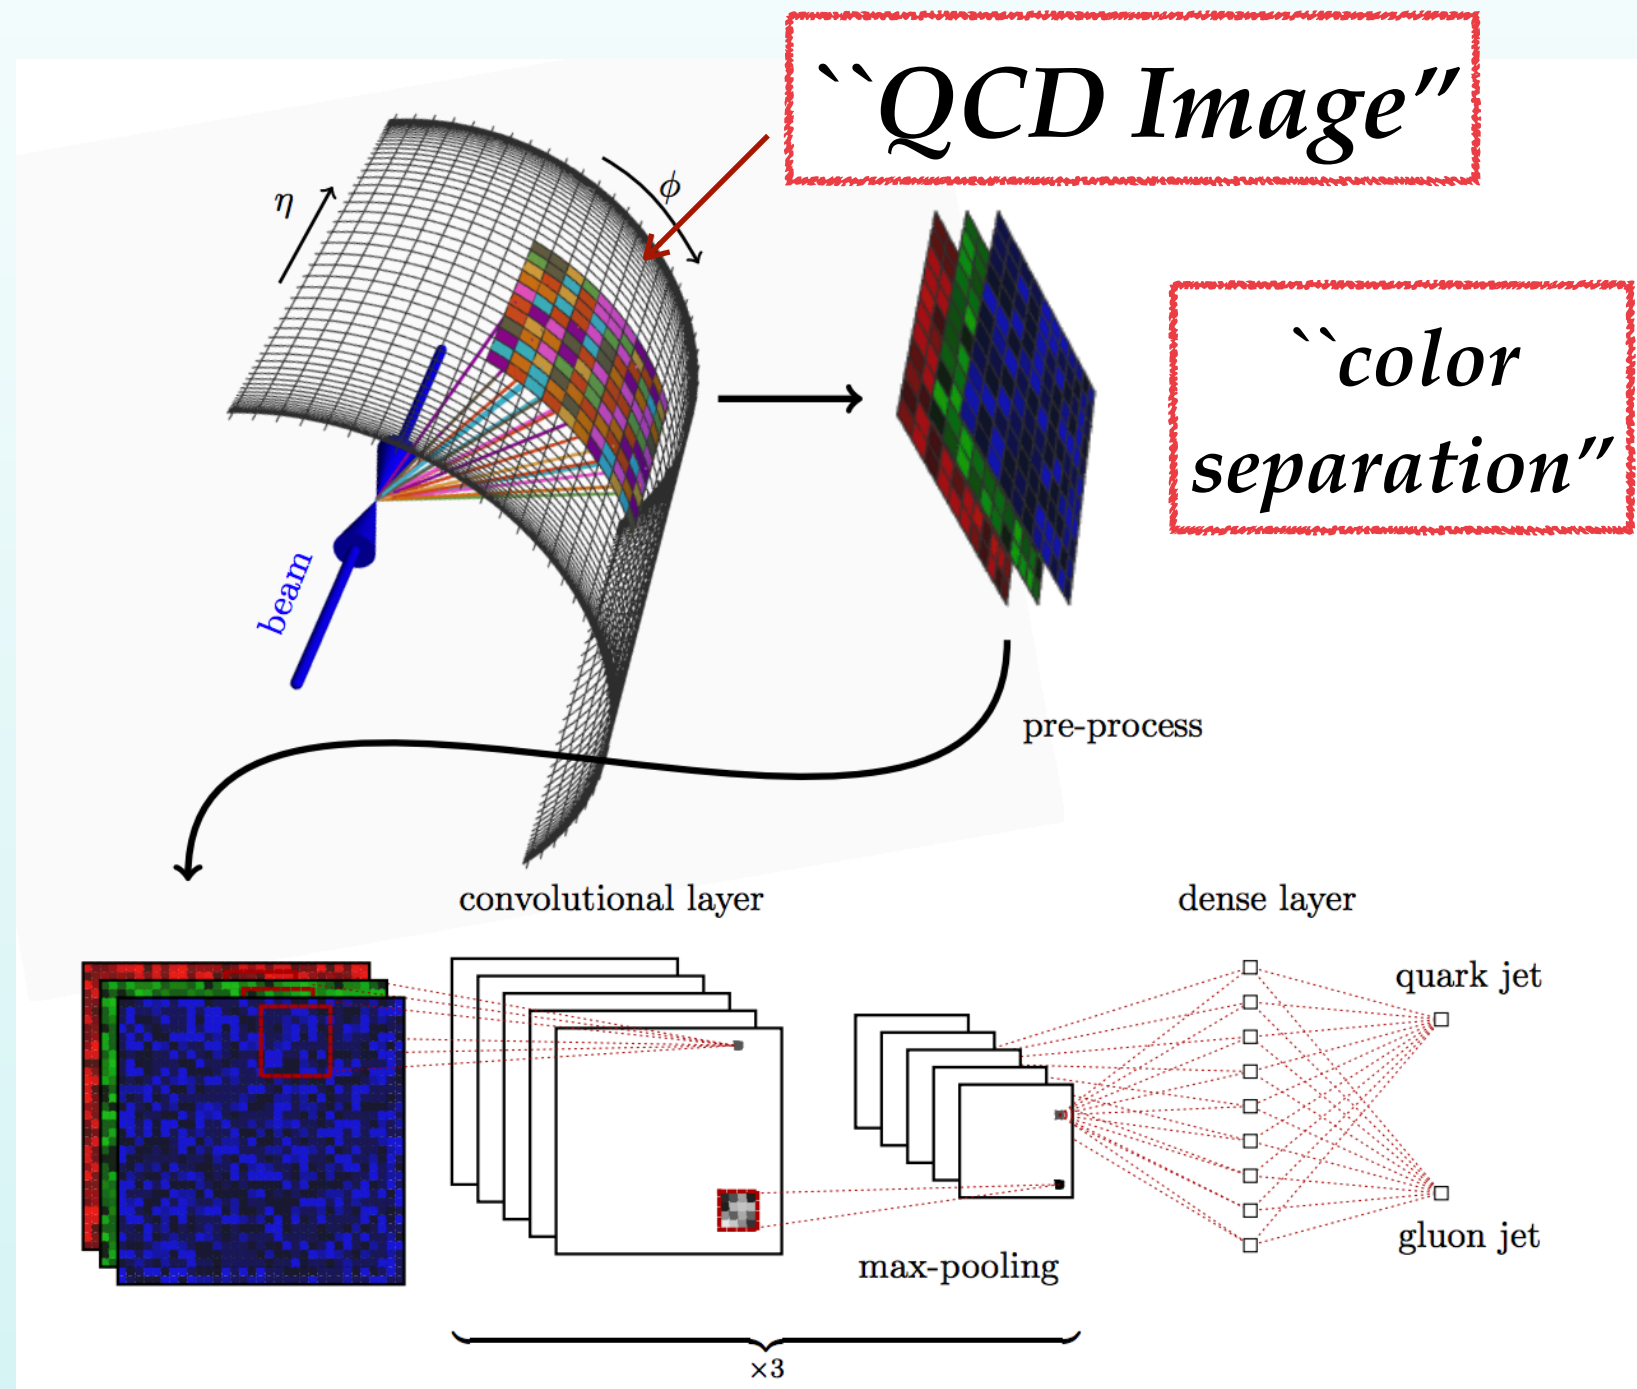 ``QCD Image”
η
ϕ
``color
separation”
beam
pre-process
convolutional layer
dense layer
quark jet
gluon jet
max-pooling
×3